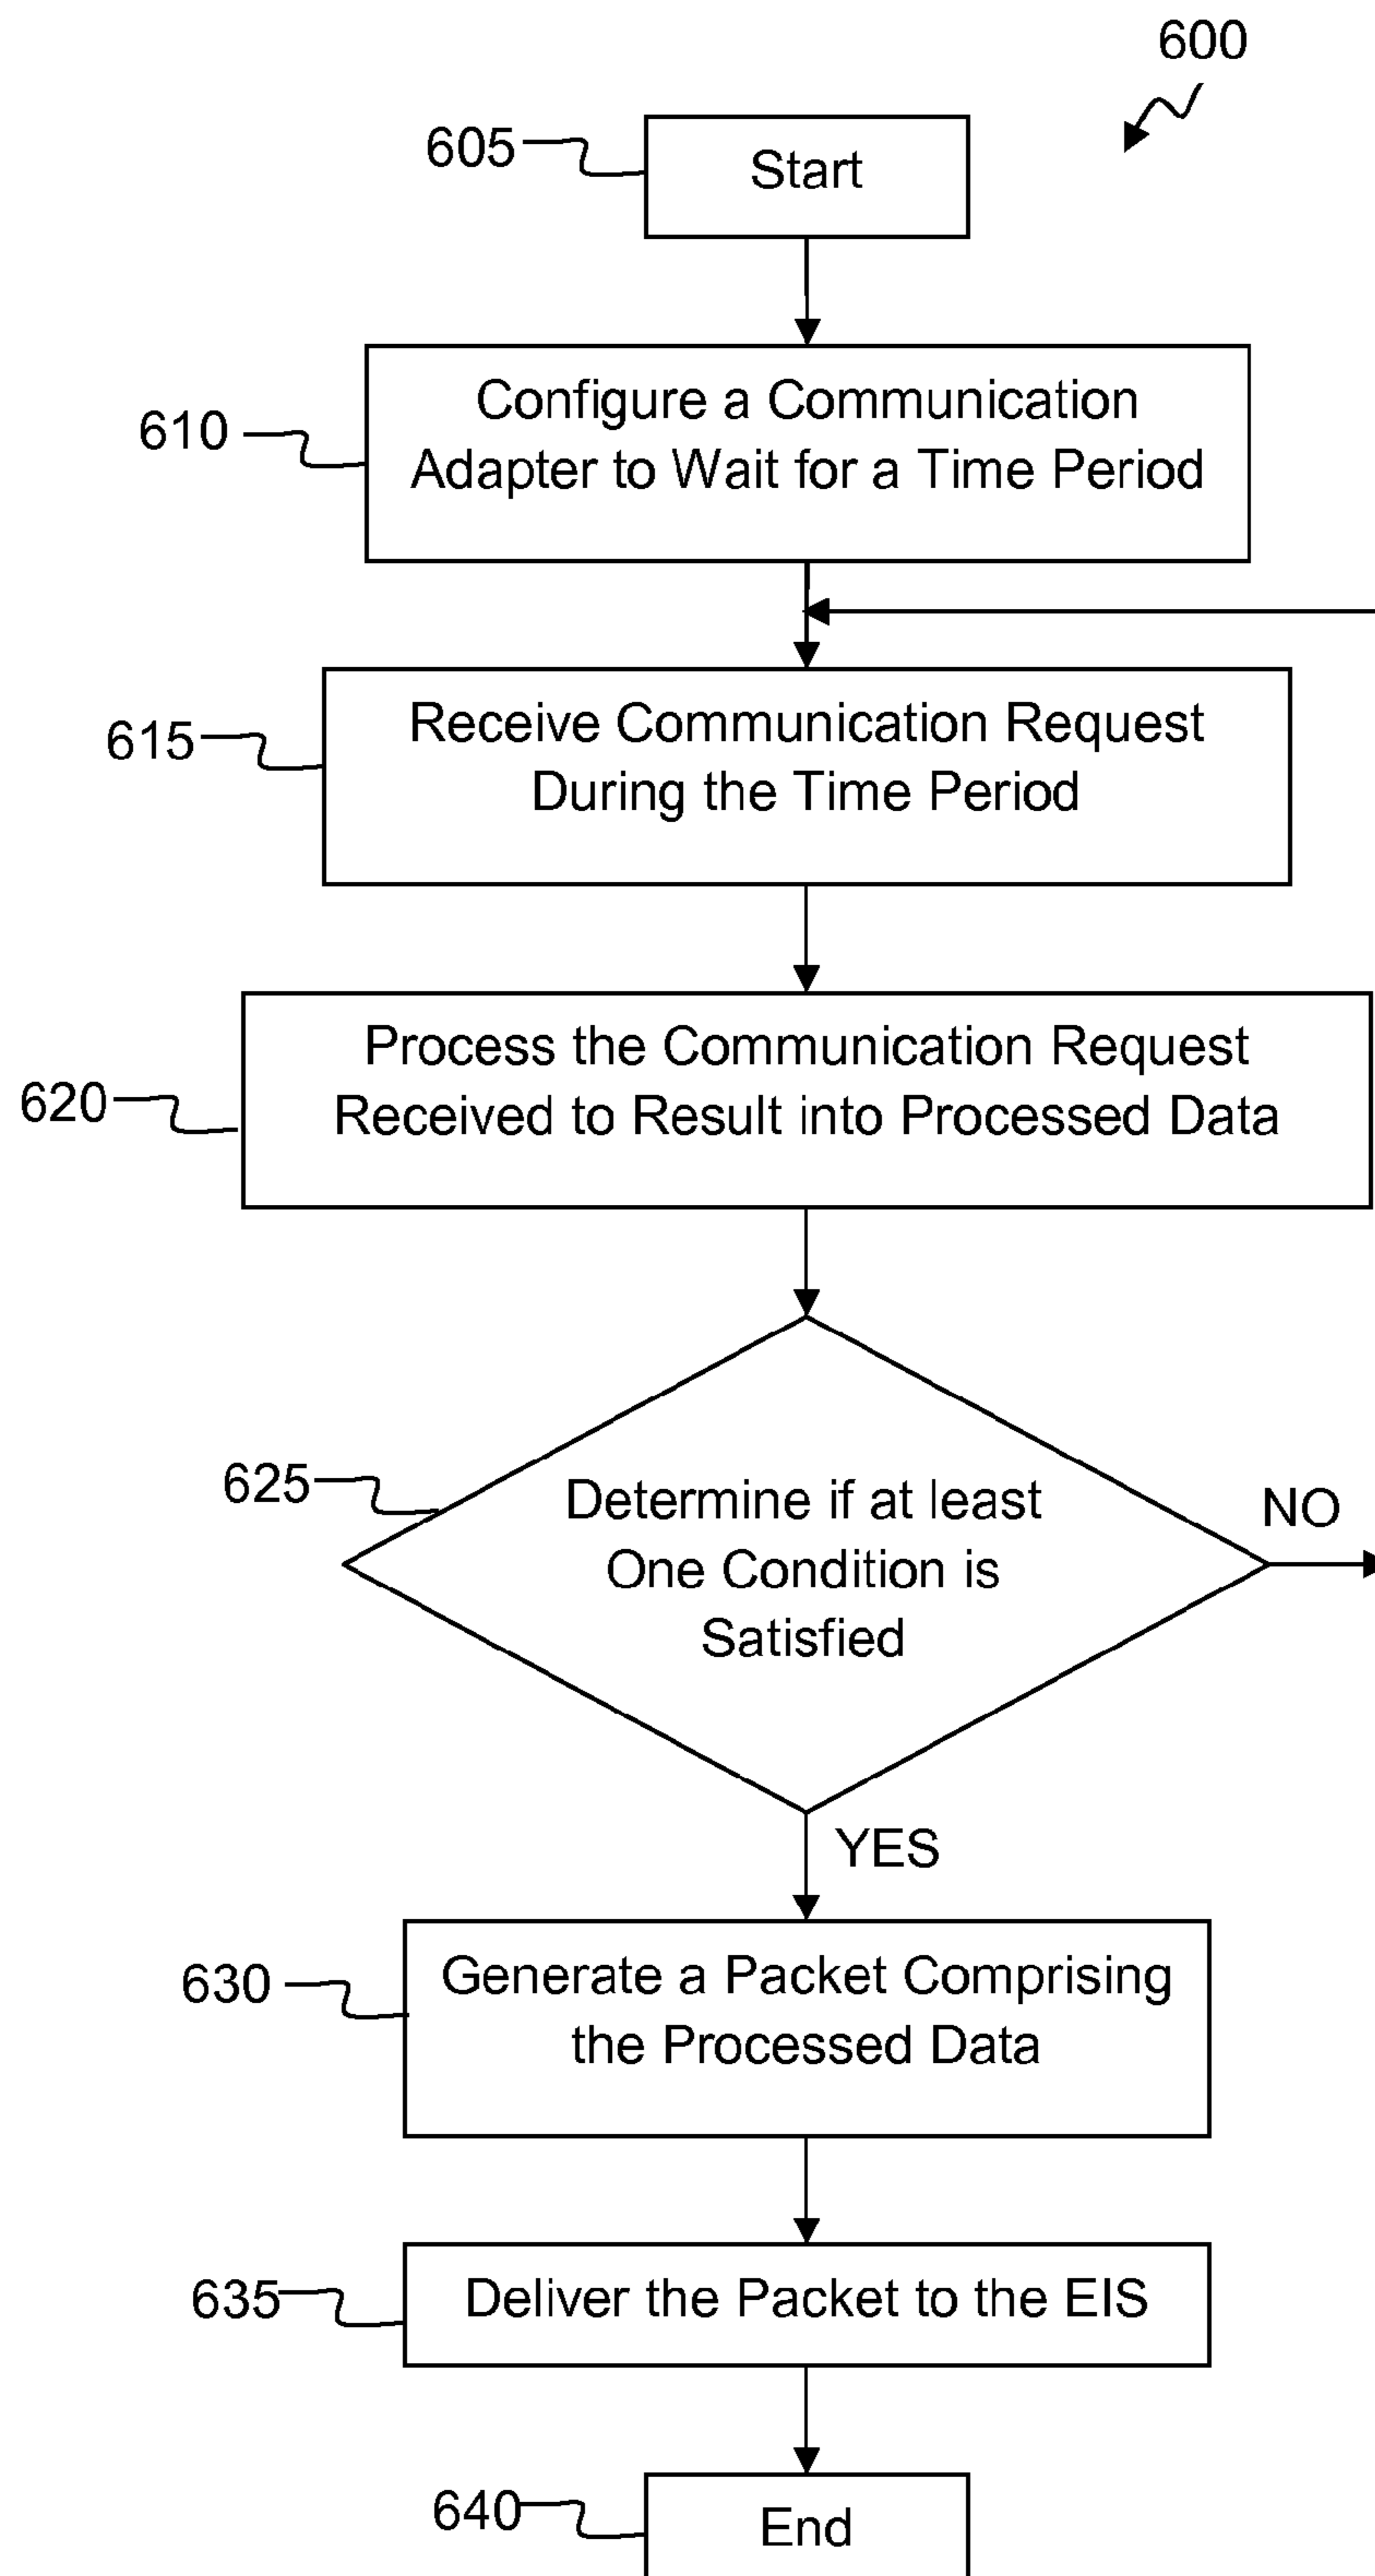 600
605
Start
610
Configure a Communication
Adapter to Wait for a Time Period
615
Receive Communication Request
During the Time Period
620
Process the Communication Request
Received to Result into Processed Data
625
Determine if at least
One Condition is
Satisfied
NO
YES
630
Generate a Packet Comprising
the Processed Data
635
Deliver the Packet to the EIS
640
End